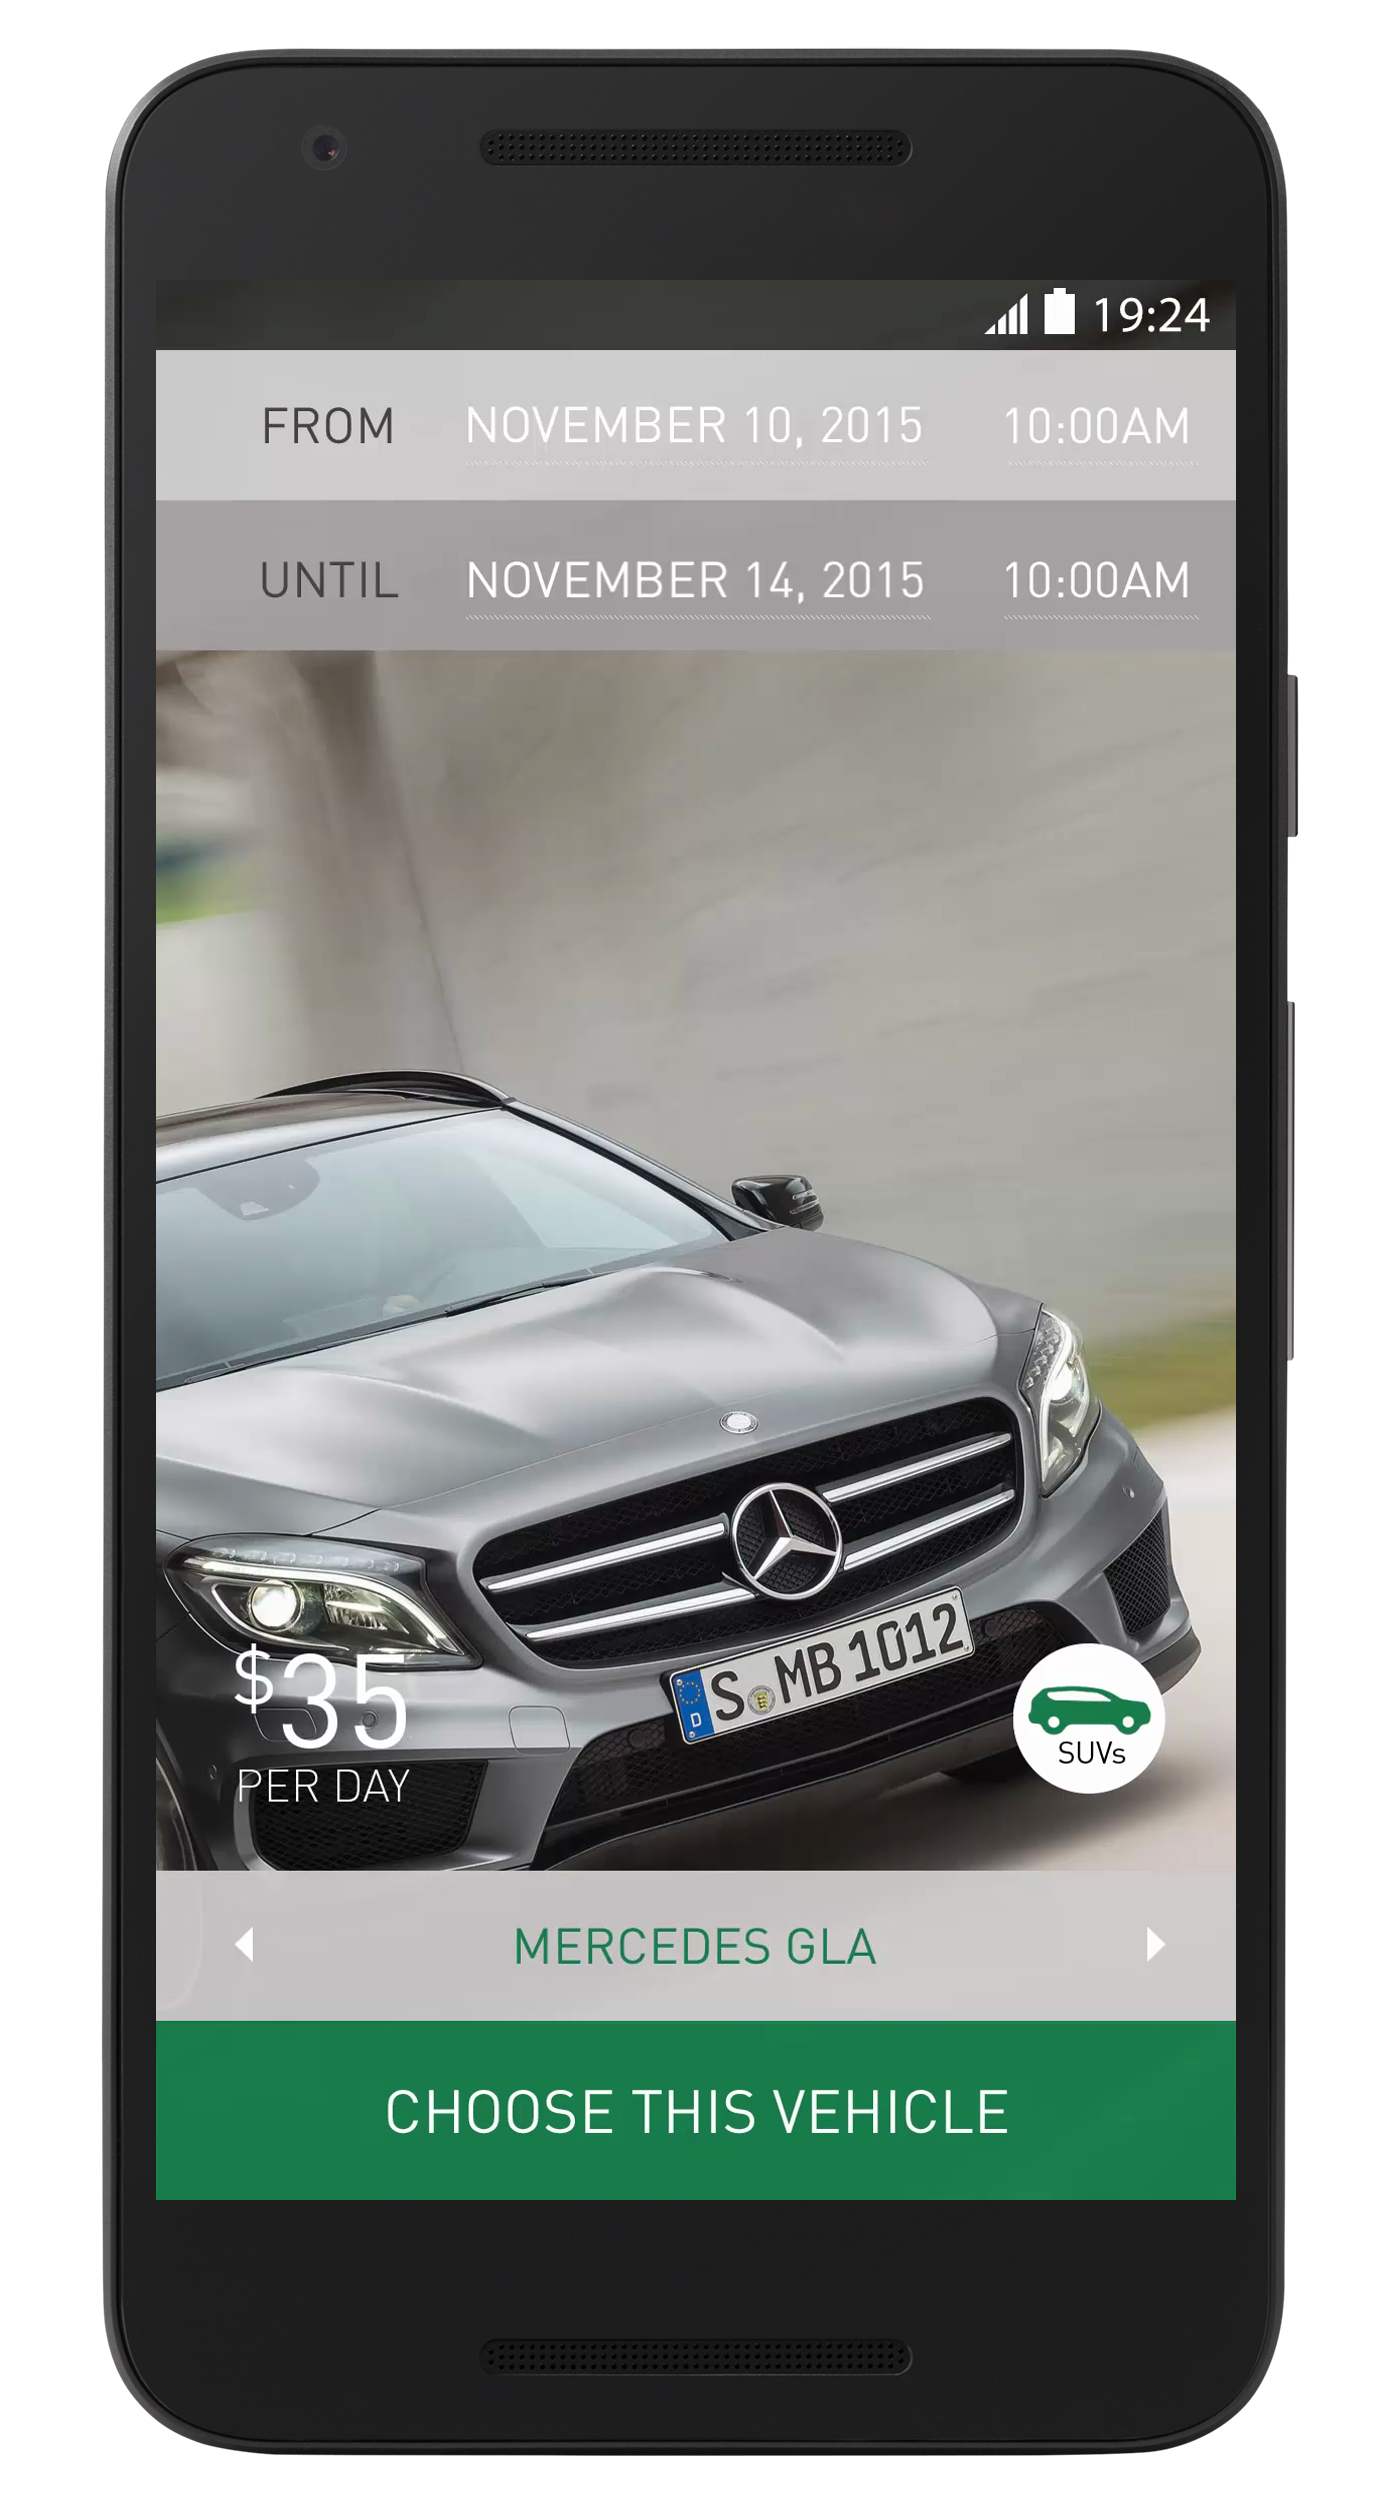 19:24
FROM NOVEMBER 10, 2015 10:00AM
UNTIL NOVEMBER 14, 2015 10:00AM
S MB 1012
D
$35
PER DAY
SUVs
MERCEDES GLA
CHOOSE THIS VEHICLE